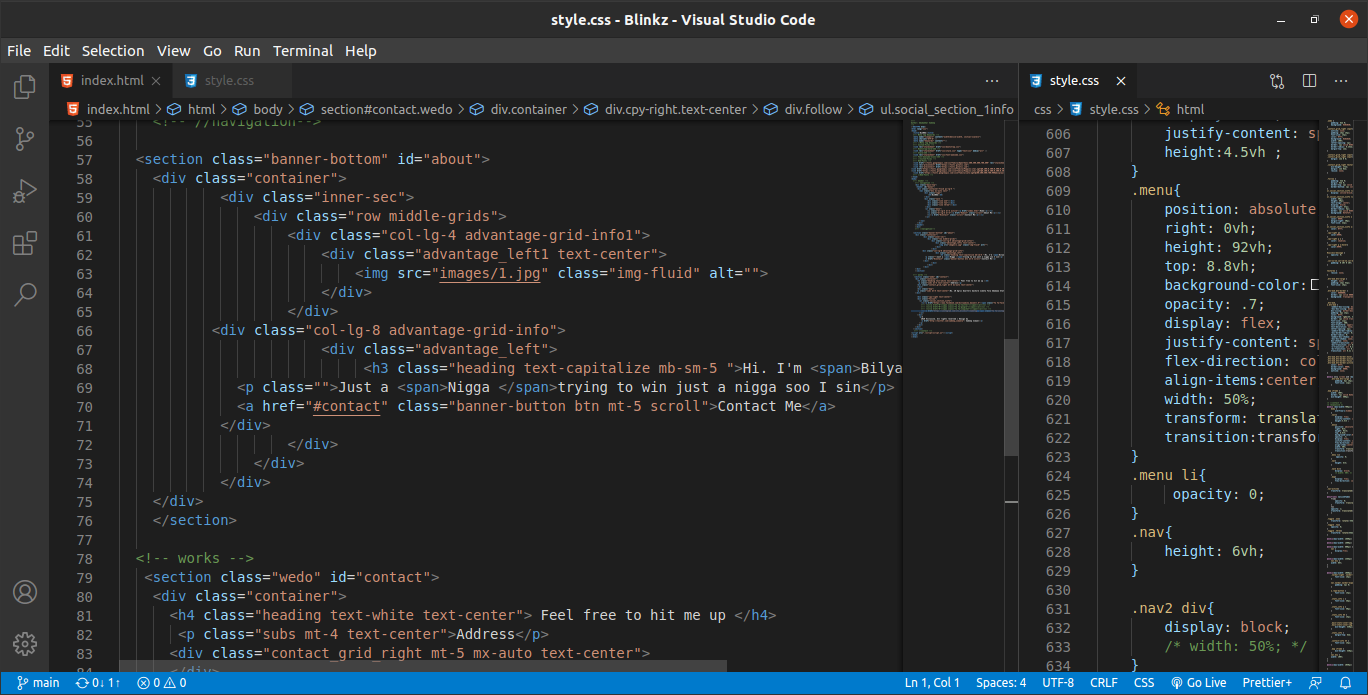 style.css - Blinkz - Visual Studio Code
File Edit Selection View Go Run Terminal Help
index.html
style.css
style.css
index.html > html > body > section#contact.wedo > div.container > div.cpy-right.text-center > div.follow > ul.social_section_1info
css > style.css > html
55 <!-- //navigation-->
56
57 <section class="banner-bottom" id="about">
58 <div class="container">
59 <div class="inner-sec">
60 <div class="row middle-grids">
61 <div class="col-lg-4 advantage-grid-info1">
62 <div class="advantage_left1 text-center">
63 <img src="images/1.jpg" class="img-fluid" alt="">
64 </div>
65 </div>
66 <div class="col-lg-8 advantage-grid-info">
67 <div class="advantage_left">
68 <h3 class="heading text-capitalize mb-sm-5 ">Hi. I'm <span>Bilya
69 <p class="">Just a <span>Nigga </span>trying to win just a nigga soo I sin</p>
70 <a href="#contact" class="banner-button btn mt-5 scroll">Contact Me</a>
71 </div>
72 </div>
73 </div>
74 </div>
75 </div>
76 </section>
77
78 <!-- works -->
79 <section class="wedo" id="contact">
80 <div class="container">
81 <h4 class="heading text-white text-center"> Feel free to hit me up </h4>
82 <p class="subs mt-4 text-center">Address</p>
83 <div class="contact_grid_right mt-5 mx-auto text-center">
84 </div>
606 justify-content: sp
607 height:4.5vh ;
608 }
609 .menu{
610 position: absolute
611 right: 0vh;
612 height: 92vh;
613 top: 8.8vh;
614 background-color:
615 opacity: .7;
616 display: flex;
617 justify-content: sp
618 flex-direction: co
619 align-items:center
620 width: 50%;
621 transform: transla
622 transition:transfo
623 }
624 .menu li{
625 opacity: 0;
626 }
627 .nav{
628 height: 6vh;
629 }
630
631 .nav2 div{
632 display: block;
633 /* width: 50%; */
634 }
main 0↓ 1↑ 0 0 Ln 1, Col 1 Spaces: 4 UTF-8 CRLF CSS Go Live Prettier+